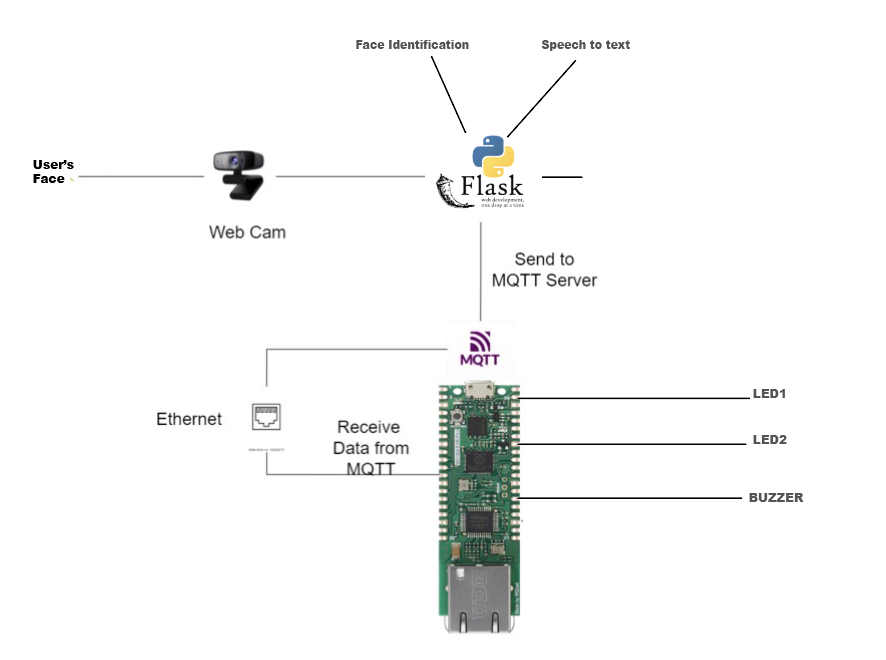 Face Identification
Speech to text
User's
Face
Flask
web development,
one drop at a time
Web Cam
Send to
MQTT Server
MQTT
LED1
Ethernet
Receive
Data from
MQTT
LED2
BUZZER